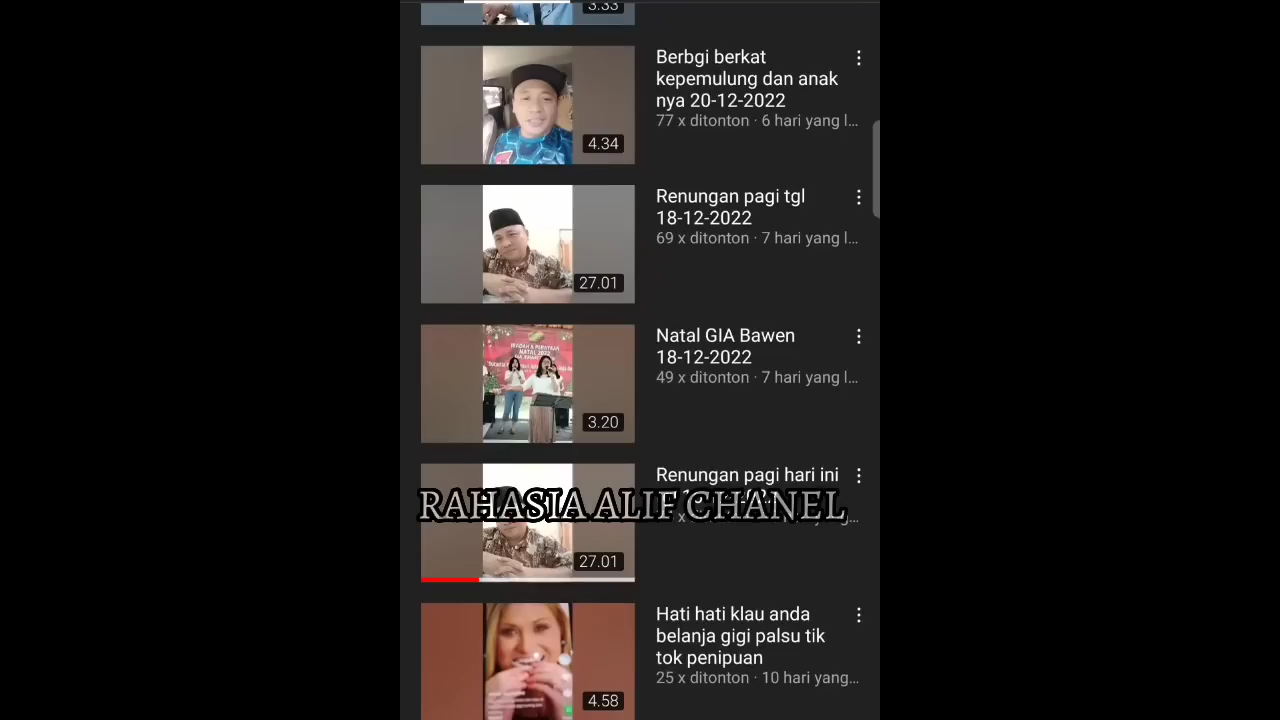 3.33
Berbgi berkat
kepemulung dan anak
nya 20-12-2022
77 x ditonton · 6 hari yang l...
4.34
Renungan pagi tgl
18-12-2022
69 x ditonton · 7 hari yang l...
27.01
Natal GIA Bawen
18-12-2022
49 x ditonton · 7 hari yang l...
3.20
Renungan pagi hari ini
RAHASIA ALIF CHANEL
27.01
Hati hati klau anda
belanja gigi palsu tik
tok penipuan
25 x ditonton · 10 hari yang...
4.58